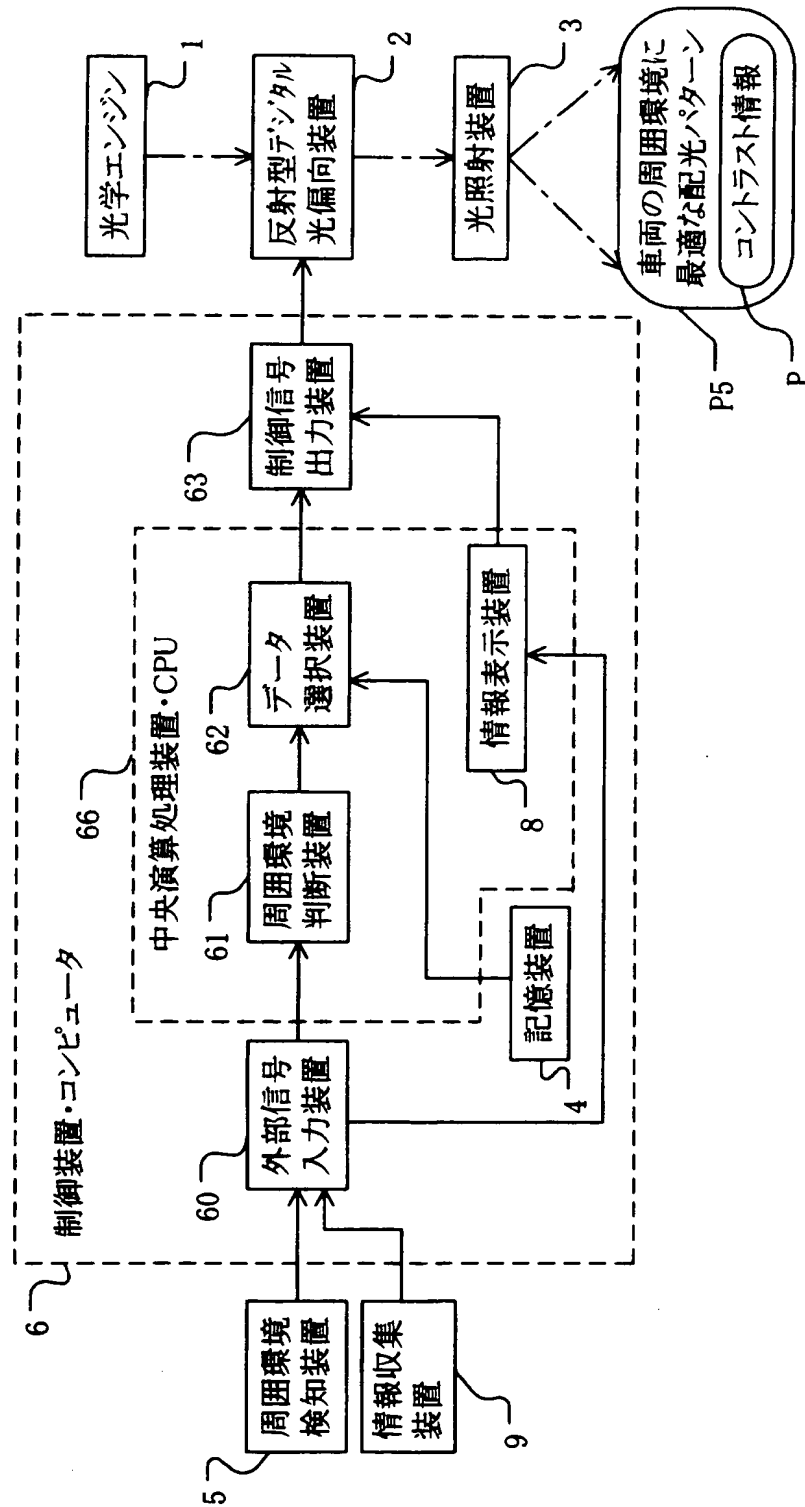 6
制御装置・コンピュータ
66
中央演算処理装置・CPU
5
周囲環境
検知装置
9
情報収集
装置
60
外部信号
入力装置
61
周囲環境
判断装置
62
データ
選択装置
63
制御信号
出力装置
4
記憶装置
8
情報表示装置
光学エンジン
1
反射型デジタル
光偏向装置
2
光照射装置
3
車両の周囲環境に
最適な配光パターン
コントラスト情報
P5
P